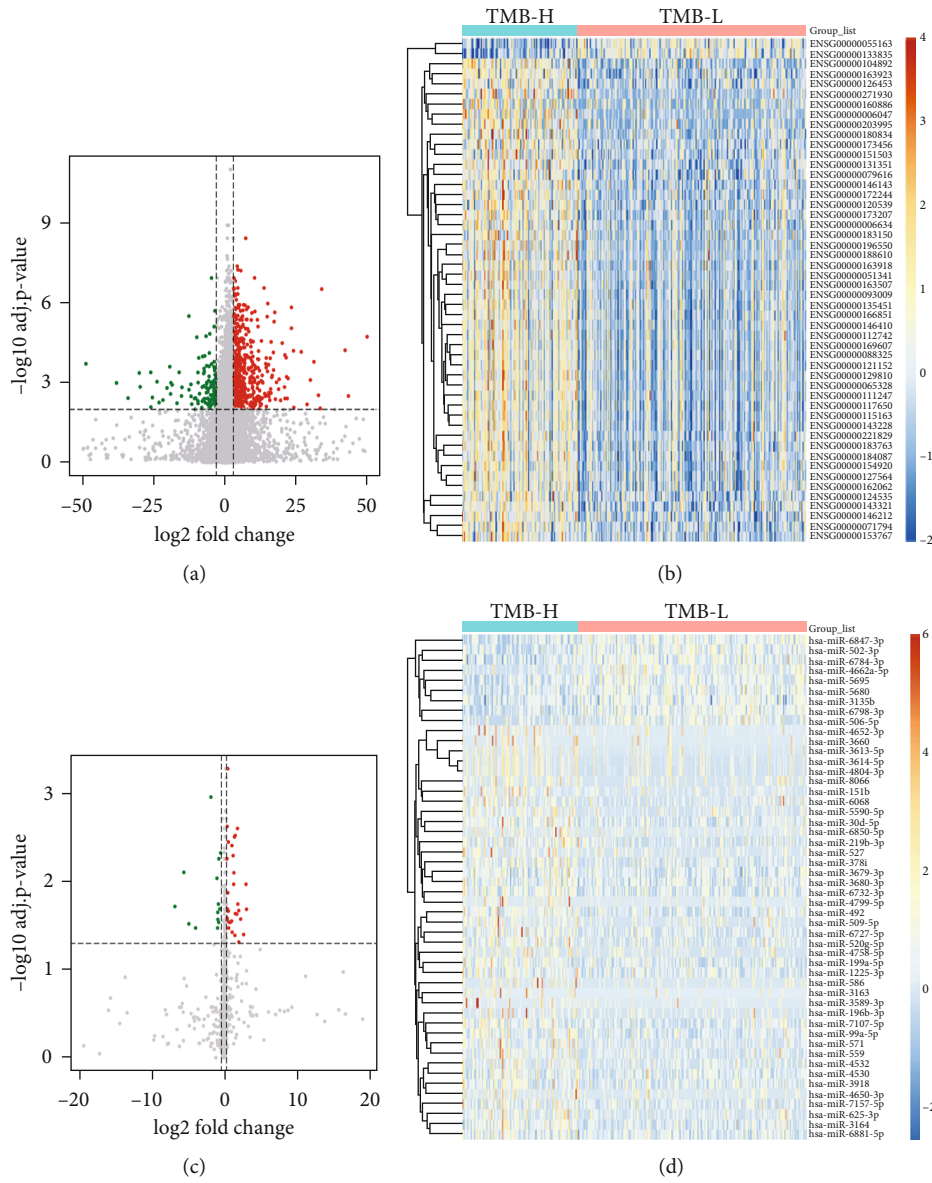 TMB-H
TMB-L
Group_list
ENSG00000055163
ENSG00000133835
ENSG00000104892
ENSG00000163923
ENSG00000126453
ENSG00000271930
ENSG00000160886
ENSG00000006047
ENSG00000203995
ENSG00000180834
ENSG00000173456
ENSG00000151503
ENSG00000131351
ENSG00000079616
ENSG00000146143
ENSG00000172244
ENSG00000120539
ENSG00000173207
ENSG00000006634
ENSG00000183150
ENSG00000196550
ENSG00000188610
ENSG00000163918
ENSG00000051341
ENSG00000163507
ENSG00000093009
ENSG00000135451
ENSG00000166851
ENSG00000146410
ENSG00000112742
ENSG00000169607
ENSG00000088325
ENSG00000121152
ENSG00000129810
ENSG00000065328
ENSG00000111247
ENSG00000117650
ENSG00000115163
ENSG00000143228
ENSG00000221829
ENSG00000183763
ENSG00000184087
ENSG00000154920
ENSG00000127564
ENSG00000162062
ENSG00000124535
ENSG00000143321
ENSG00000146212
ENSG00000071794
ENSG00000153767
4
3
2
1
0
−1
−2
9
6
3
0
−log10 adj.p-value
−50
−25
0
25
50
log2 fold change
(a)
(b)
TMB-H
TMB-L
Group_list
hsa-miR-6847-3p
hsa-miR-502-3p
hsa-miR-6784-3p
hsa-miR-4662a-5p
hsa-miR-5695
hsa-miR-5680
hsa-miR-3135b
hsa-miR-6798-3p
hsa-miR-506-5p
hsa-miR-4652-3p
hsa-miR-3660
hsa-miR-3613-5p
hsa-miR-3614-5p
hsa-miR-4804-3p
hsa-miR-8066
hsa-miR-151b
hsa-miR-6068
hsa-miR-5590-5p
hsa-miR-30d-5p
hsa-miR-6850-5p
hsa-miR-219b-3p
hsa-miR-527
hsa-miR-378i
hsa-miR-3679-3p
hsa-miR-3680-3p
hsa-miR-6732-3p
hsa-miR-4799-5p
hsa-miR-492
hsa-miR-509-5p
hsa-miR-6727-5p
hsa-miR-520g-5p
hsa-miR-4758-5p
hsa-miR-199a-5p
hsa-miR-1225-3p
hsa-miR-586
hsa-miR-3163
hsa-miR-3589-3p
hsa-miR-196b-3p
hsa-miR-7107-5p
hsa-miR-99a-5p
hsa-miR-571
hsa-miR-559
hsa-miR-4532
hsa-miR-4530
hsa-miR-3918
hsa-miR-4650-3p
hsa-miR-7157-5p
hsa-miR-625-3p
hsa-miR-3164
hsa-miR-6881-5p
6
4
2
0
−2
3
2
1
0
−log10 adj.p-value
−20
−10
0
10
20
log2 fold change
(c)
(d)